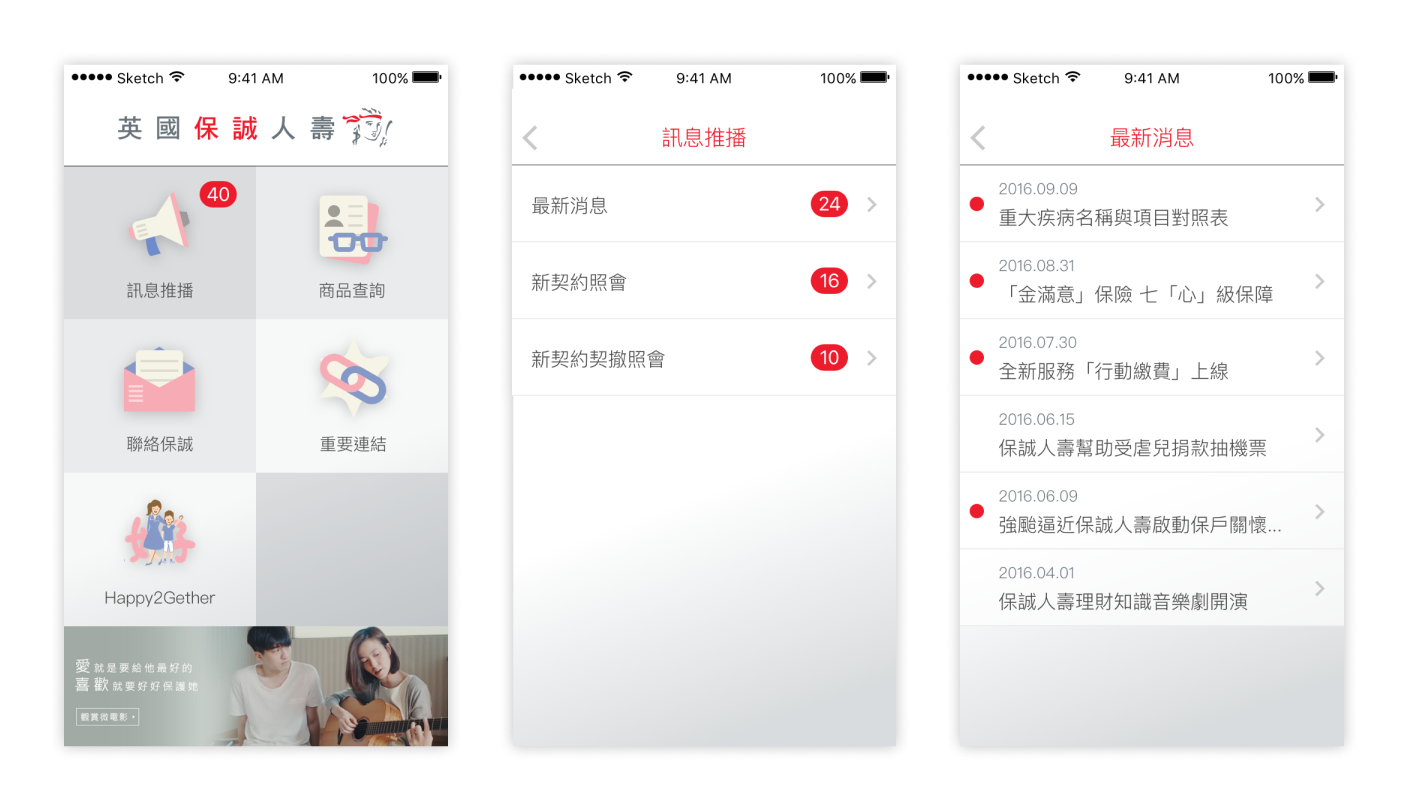 Sketch 9:41 AM 100%
英國保誠人壽
40
訊息推播
商品查詢
聯絡保誠
重要連結
好
Happy2Gether
愛就是要給他最好的
喜歡就要好好保護她
觀賞微電影
Sketch 9:41 AM 100%
訊息推播
最新消息 24
新契約照會 16
新契約契撤照會 10
Sketch 9:41 AM 100%
最新消息
2016.09.09
重大疾病名稱與項目對照表
2016.08.31
「金滿意」保險 七「心」級保障
2016.07.30
全新服務「行動繳費」上線
2016.06.15
保誠人壽幫助受虐兒捐款抽機票
2016.06.09
強颱逼近保誠人壽啟動保戶關懷...
2016.04.01
保誠人壽理財知識音樂劇開演